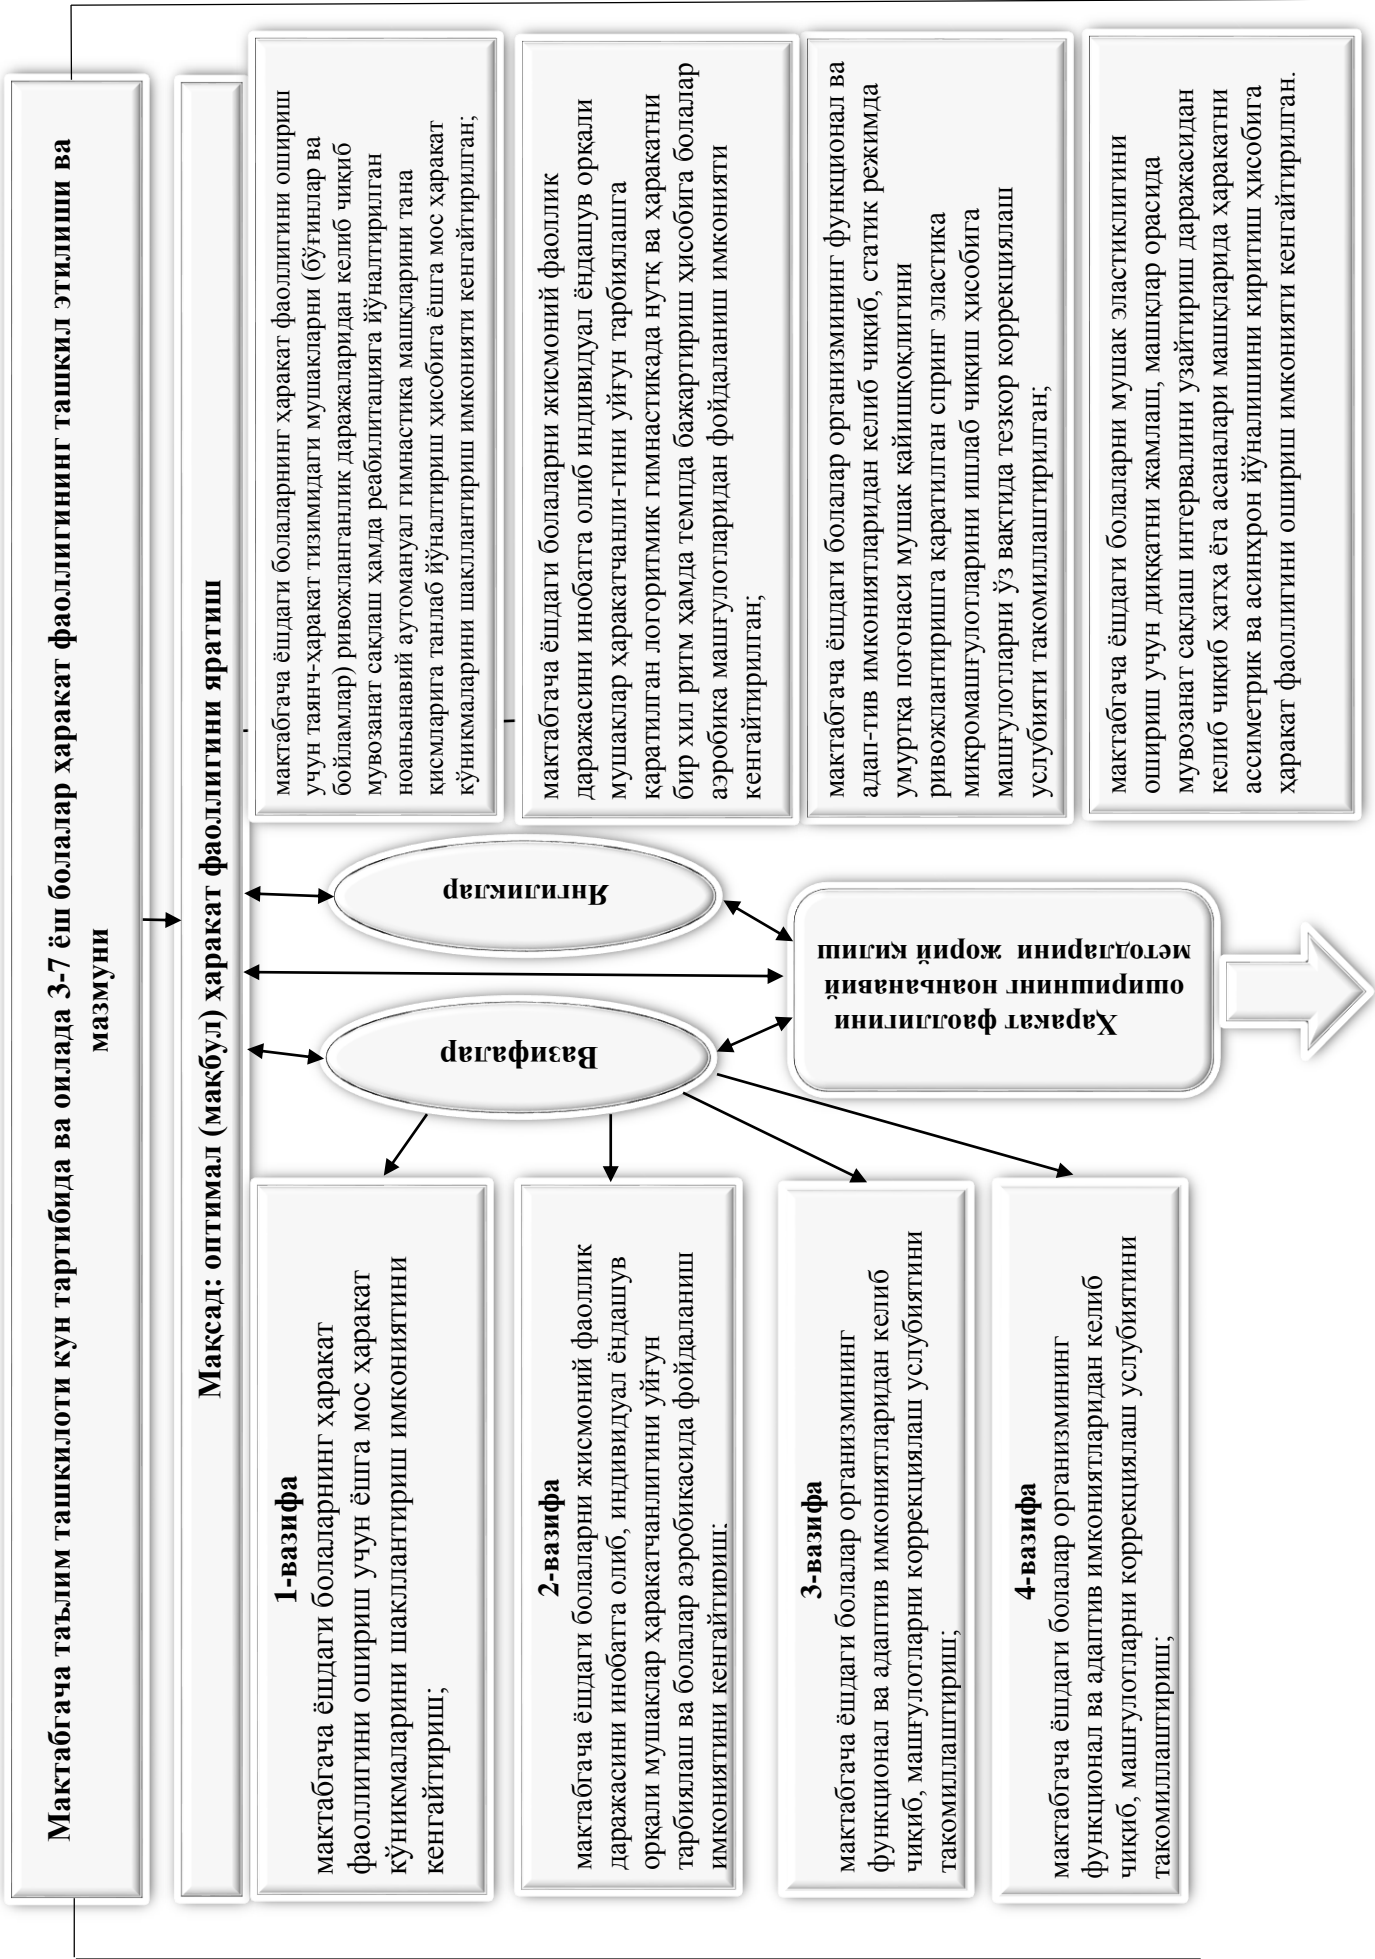 Мактабгача таълим ташкилоти кун тартибида ва оилада 3-7 ёш болалар ҳаракат фаоллигининг ташкил этилиши ва
мазмуни
Мақсад: оптимал (мақбул) ҳаракат фаоллигини яратиш
1-вазифа
мактабгача ёшдаги болаларнинг ҳаракат
фаоллигини ошириш учун ёшга мос ҳаракат
кўникмаларини шакллантириш имкониятини
кенгайтириш;
2-вазифа
мактабгача ёшдаги болаларни жисмоний фаоллик
даражасини инобатга олиб, индивидуал ёндашув
орқали мушаклар ҳаракатчанлигини уйғун
тарбиялаш ва болалар аэробикасида фойдаланиш
имкониятини кенгайтириш:
3-вазифа
мактабгача ёшдаги болалар организмининг
функционал ва адаптив имкониятларидан келиб
чиқиб, машғулотларни коррекциялаш услубиятини
такомиллаштириш;
4-вазифа
мактабгача ёшдаги болалар организмининг
функционал ва адаптив имкониятларидан келиб
чиқиб, машғулотларни коррекциялаш услубиятини
такомиллаштириш;
Вазифалар
Янгиликлар
Ҳаракат фаоллигини
оширишнинг ноанъанавий
методларини жорий қилиш
мактабгача ёшдаги болаларнинг ҳаракат фаоллигини ошириш
учун таянч-ҳаракат тизимидаги мушакларни (бўғинлар ва
бойламлар) ривожланганлик даражаларидан келиб чиқиб
мувозанат сақлаш ҳамда реабилитацияга йўналтирилган
ноанъанавий аутомануал гимнастика машқларини тана
қисмларига танлаб йўналтириш ҳисобига ёшга мос ҳаракат
кўникмаларини шакллантириш имконияти кенгайтирилган;
мактабгача ёшдаги болаларни жисмоний фаоллик
даражасини инобатга олиб индивидуал ёндашув орқали
мушаклар ҳаракатчанли-гини уйғун тарбиялашга
қаратилган логоритмик гимнастикада нутқ ва ҳаракатни
бир хил ритм ҳамда темпда бажартириш ҳисобига болалар
аэробика машғулотларидан фойдаланиш имконияти
кенгайтирилган;
мактабгача ёшдаги болалар организмининг функционал ва
адап-тив имкониятларидан келиб чиқиб, статик режимда
умуртқа поғонаси мушак қайишқоқлигини
ривожлантиришга қаратилган спринг эластика
микромашғулотларини ишлаб чиқиш ҳисобига
машғулотларни ўз вақтида тезкор коррекциялаш
услубияти такомиллаштирилган;
мактабгача ёшдаги болаларни мушак эластиклигини
ошириш учун диққатни жамлаш, машқлар орасида
мувозанат сақлаш интервалини узайтириш даражасидан
келиб чиқиб ҳатҳа ёга асаналари машқларида ҳаракатни
ассиметрик ва асинхрон йўналишини киритиш ҳисобига
ҳаракат фаоллигини ошириш имконияти кенгайтирилган.